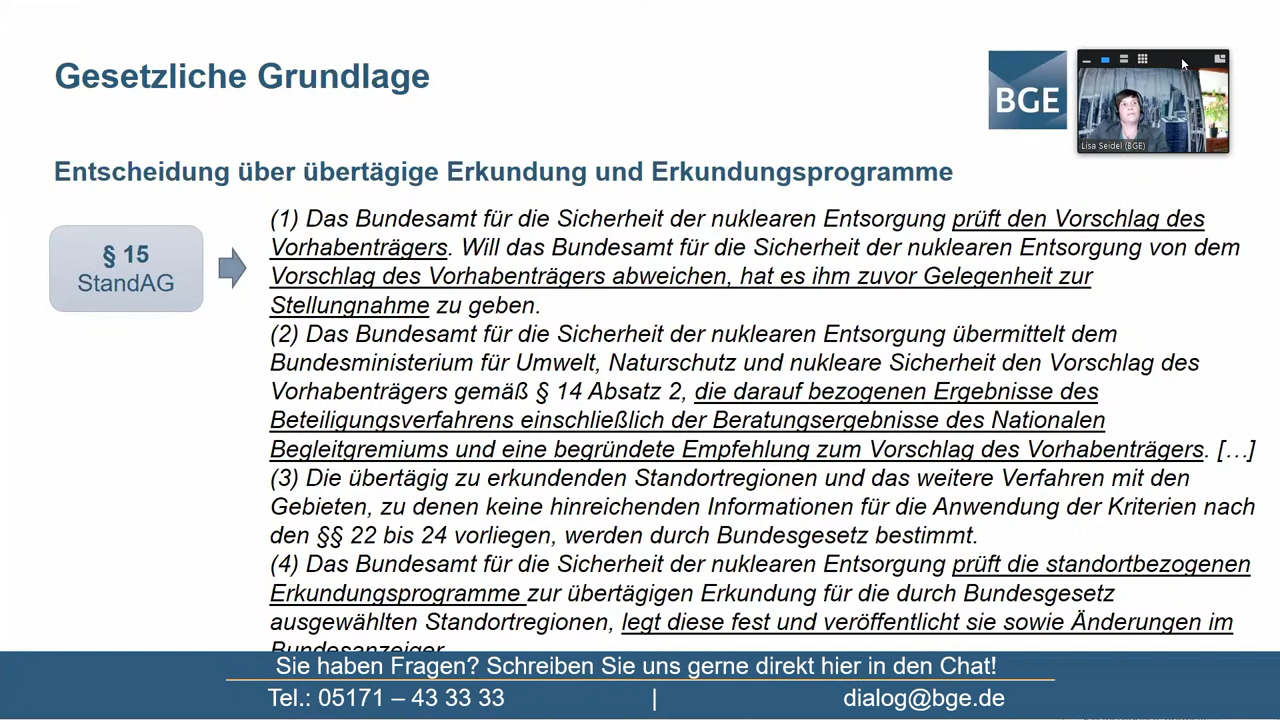 Gesetzliche Grundlage
BGE
Lisa Seidel (BGE)
Entscheidung über übertägige Erkundung und Erkundungsprogramme
§ 15
StandAG
(1) Das Bundesamt für die Sicherheit der nuklearen Entsorgung prüft den Vorschlag des
Vorhabenträgers. Will das Bundesamt für die Sicherheit der nuklearen Entsorgung von dem
Vorschlag des Vorhabenträgers abweichen, hat es ihm zuvor Gelegenheit zur
Stellungnahme zu geben.
(2) Das Bundesamt für die Sicherheit der nuklearen Entsorgung übermittelt dem
Bundesministerium für Umwelt, Naturschutz und nukleare Sicherheit den Vorschlag des
Vorhabenträgers gemäß § 14 Absatz 2, die darauf bezogenen Ergebnisse des
Beteiligungsverfahrens einschließlich der Beratungsergebnisse des Nationalen
Begleitgremiums und eine begründete Empfehlung zum Vorschlag des Vorhabenträgers. […]
(3) Die übertägig zu erkundenden Standortregionen und das weitere Verfahren mit den
Gebieten, zu denen keine hinreichenden Informationen für die Anwendung der Kriterien nach
den §§ 22 bis 24 vorliegen, werden durch Bundesgesetz bestimmt.
(4) Das Bundesamt für die Sicherheit der nuklearen Entsorgung prüft die standortbezogenen
Erkundungsprogramme zur übertägigen Erkundung für die durch Bundesgesetz
ausgewählten Standortregionen, legt diese fest und veröffentlicht sie sowie Änderungen im
Bundesanzeiger.
Sie haben Fragen? Schreiben Sie uns gerne direkt hier in den Chat!
Tel.: 05171 – 43 33 33 | dialog@bge.de